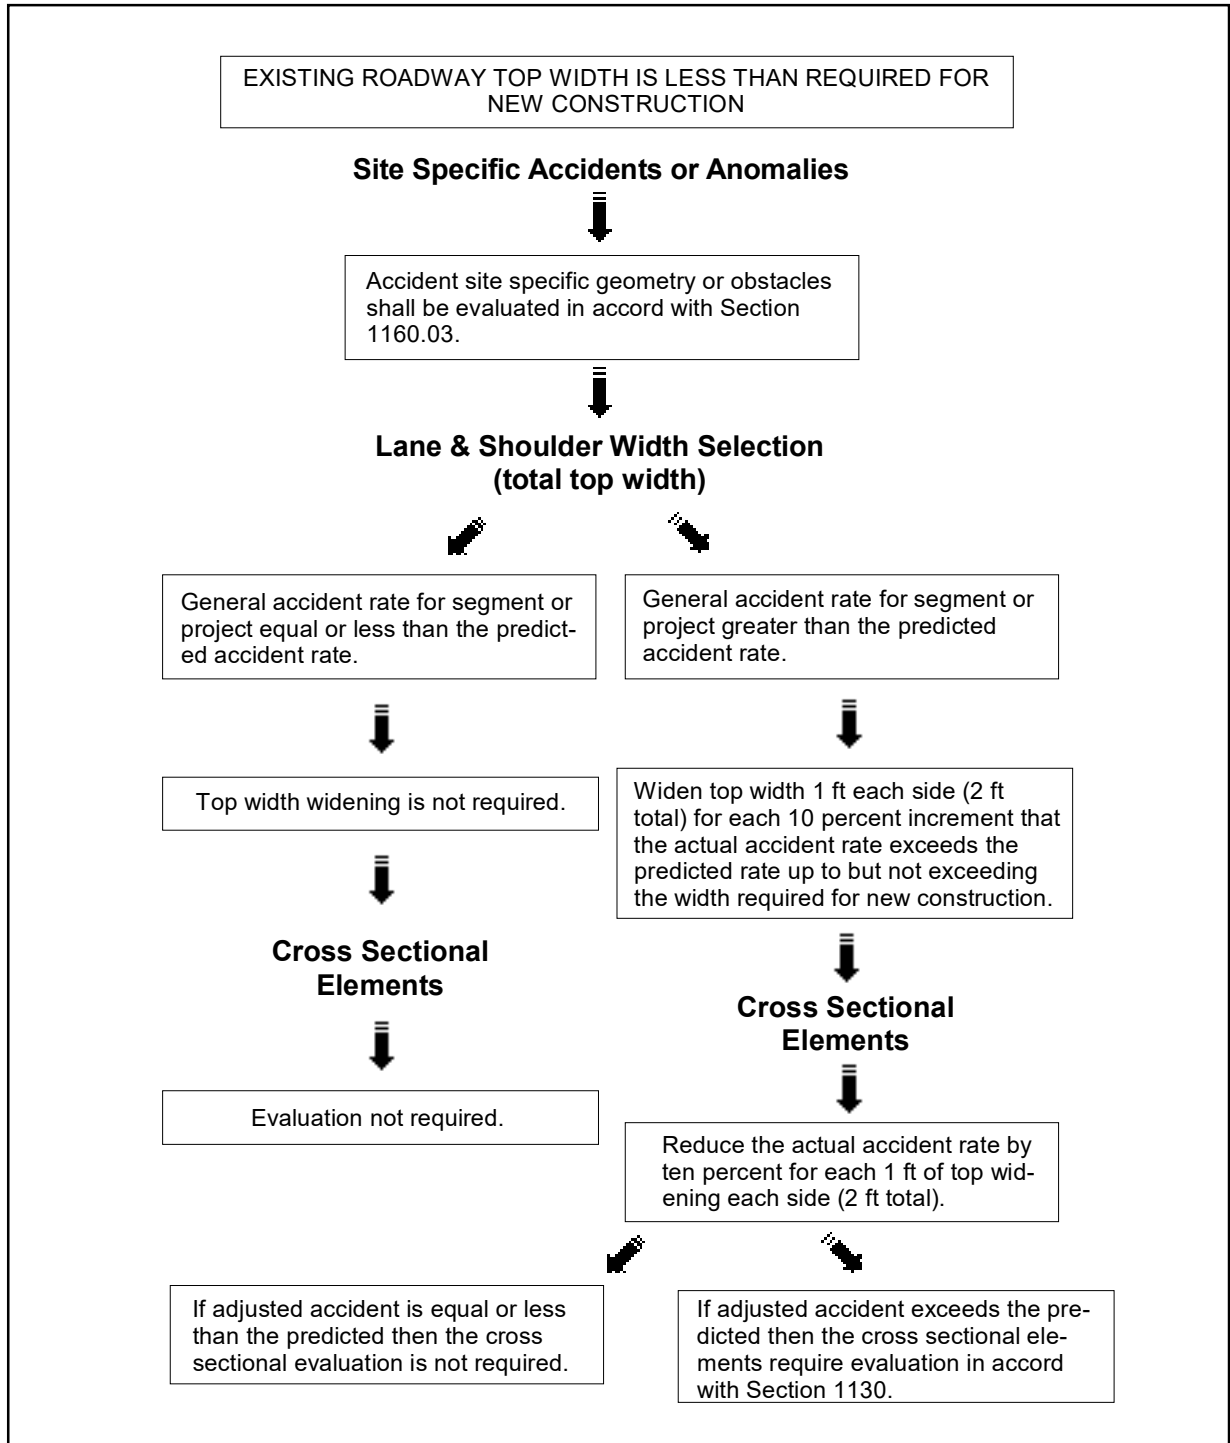 EXISTING ROADWAY TOP WIDTH IS LESS THAN REQUIRED FOR
NEW CONSTRUCTION
Site Specific Accidents or Anomalies
Accident site specific geometry or obstacles
shall be evaluated in accord with Section
1160.03.
Lane & Shoulder Width Selection
(total top width)
General accident rate for segment or
project equal or less than the predict-
ed accident rate.
General accident rate for segment or
project greater than the predicted
accident rate.
Top width widening is not required.
Widen top width 1 ft each side (2 ft
total) for each 10 percent increment that
the actual accident rate exceeds the
predicted rate up to but not exceeding
the width required for new construction.
Cross Sectional
Elements
Cross Sectional
Elements
Evaluation not required.
Reduce the actual accident rate by
ten percent for each 1 ft of top wid-
ening each side (2 ft total).
If adjusted accident is equal or less
than the predicted then the cross
sectional evaluation is not required.
If adjusted accident exceeds the pre-
dicted then the cross sectional ele-
ments require evaluation in accord
with Section 1130.